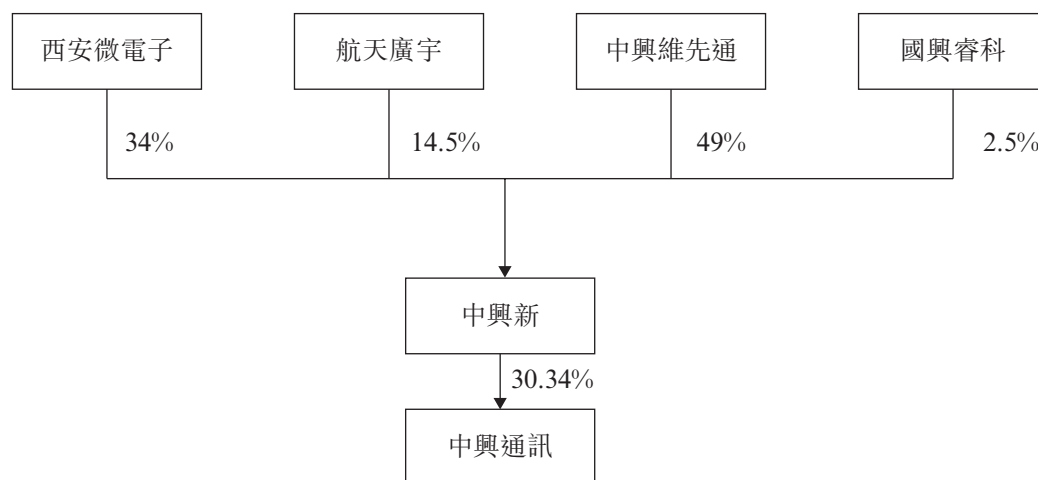 西安微電子
航天廣宇
中興維先通
國興睿科
34%
14.5%
49%
2.5%
中興新
30.34%
中興通訊